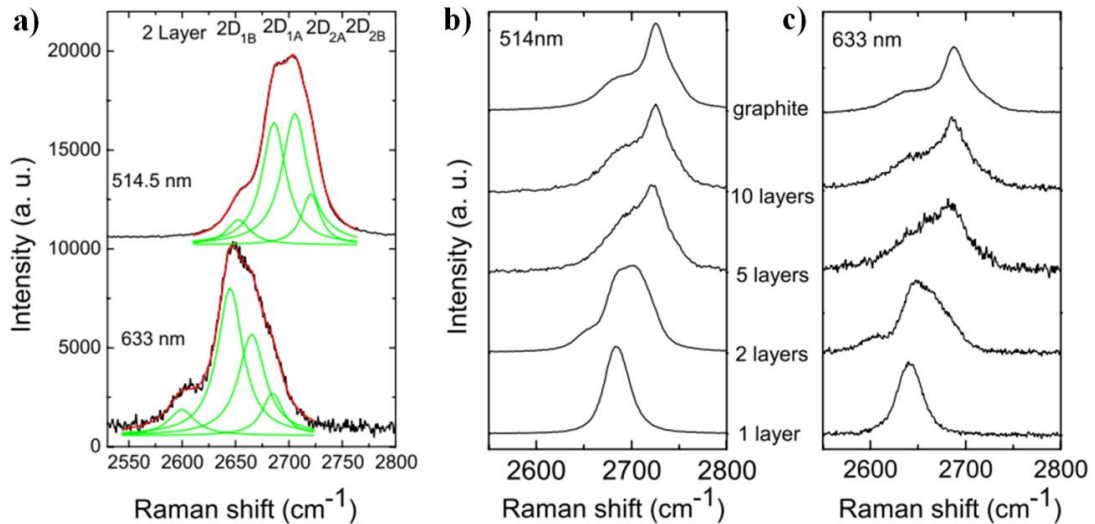 a)
2 Layer 2D1B 2D1A 2D2A 2D2B
20000
15000
10000
5000
0
514.5 nm
633 nm
Intensity (a. u.)
2550 2600 2650 2700 2750 2800
Raman shift (cm-1)
b)
514nm
Intensity (a. u.)
graphite
10 layers
5 layers
2 layers
1 layer
2600 2700 2800
Raman shift (cm-1)
c)
633 nm
2600 2700 2800
Raman shift (cm-1)